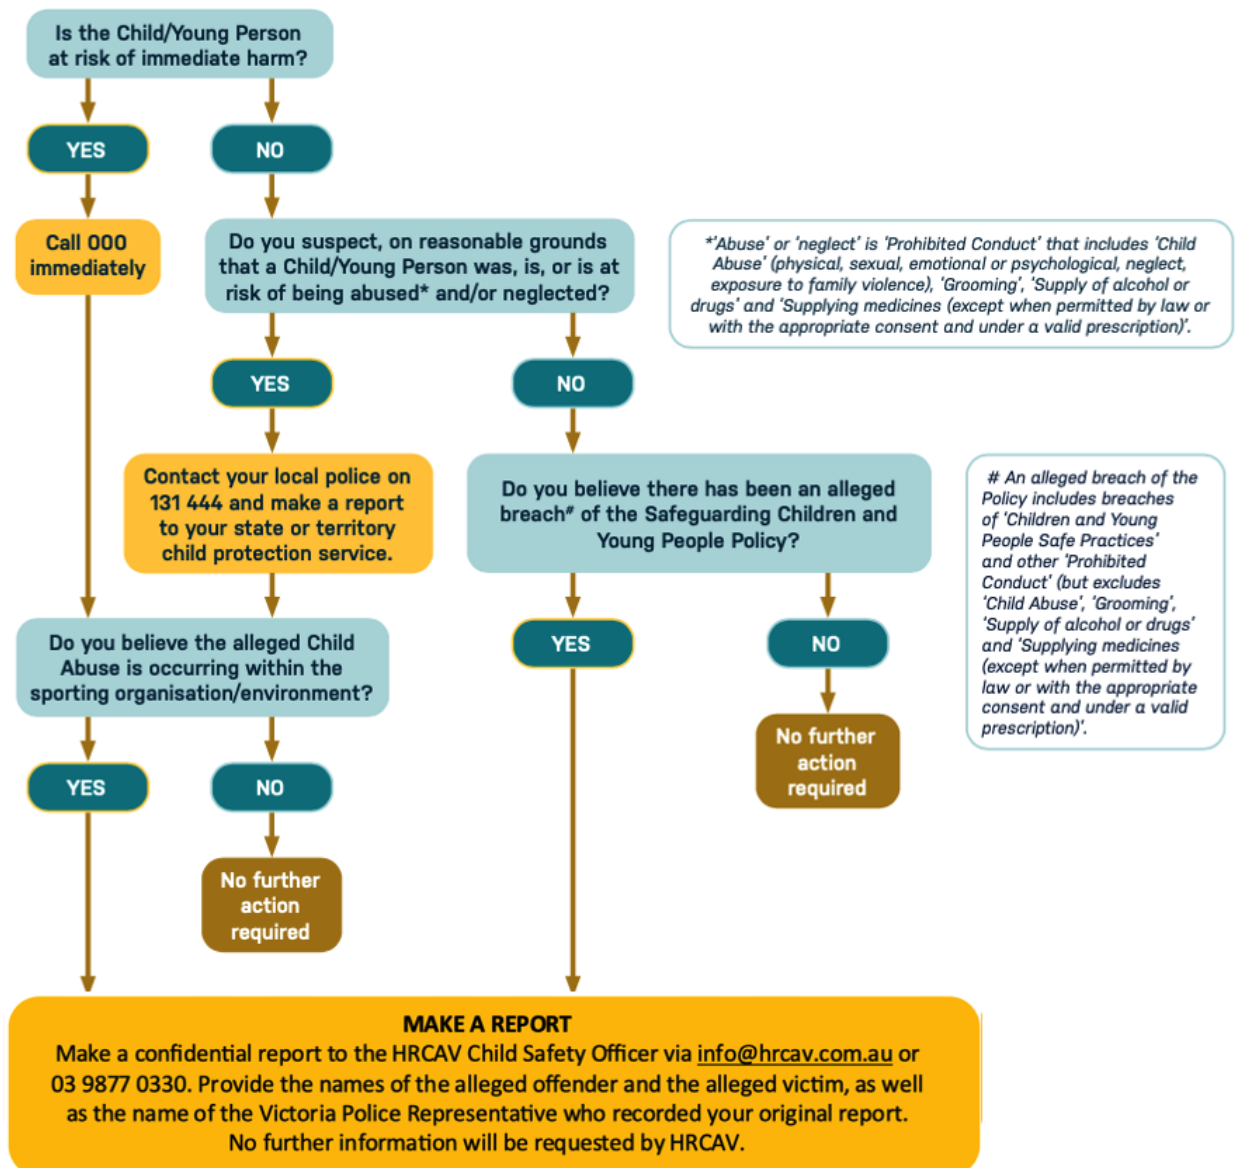 Is the Child/Young Person
at risk of immediate harm?
YES
NO
Call 000
immediately
Do you suspect, on reasonable grounds
that a Child/Young Person was, is, or is at
risk of being abused* and/or neglected?
*'Abuse' or 'neglect' is 'Prohibited Conduct' that includes 'Child
Abuse' (physical, sexual, emotional or psychological, neglect,
exposure to family violence), 'Grooming', 'Supply of alcohol or
drugs' and 'Supplying medicines (except when permitted by law or
with the appropriate consent and under a valid prescription)'.
YES
NO
Contact your local police on
131 444 and make a report
to your state or territory
child protection service.
Do you believe there has been an alleged
breach# of the Safeguarding Children and
Young People Policy?
# An alleged breach of the
Policy includes breaches
of 'Children and Young
People Safe Practices'
and other 'Prohibited
Conduct' (but excludes
'Child Abuse', 'Grooming',
'Supply of alcohol or drugs'
and 'Supplying medicines
(except when permitted by
law or with the appropriate
consent and under a valid
prescription)'.
Do you believe the alleged Child
Abuse is occurring within the
sporting organisation/environment?
YES
NO
No further
action
required
YES
NO
No further
action
required
MAKE A REPORT
Make a confidential report to the HRCAV Child Safety Officer via info@hrcav.com.au or
03 9877 0330. Provide the names of the alleged offender and the alleged victim, as well
as the name of the Victoria Police Representative who recorded your original report.
No further information will be requested by HRCAV.